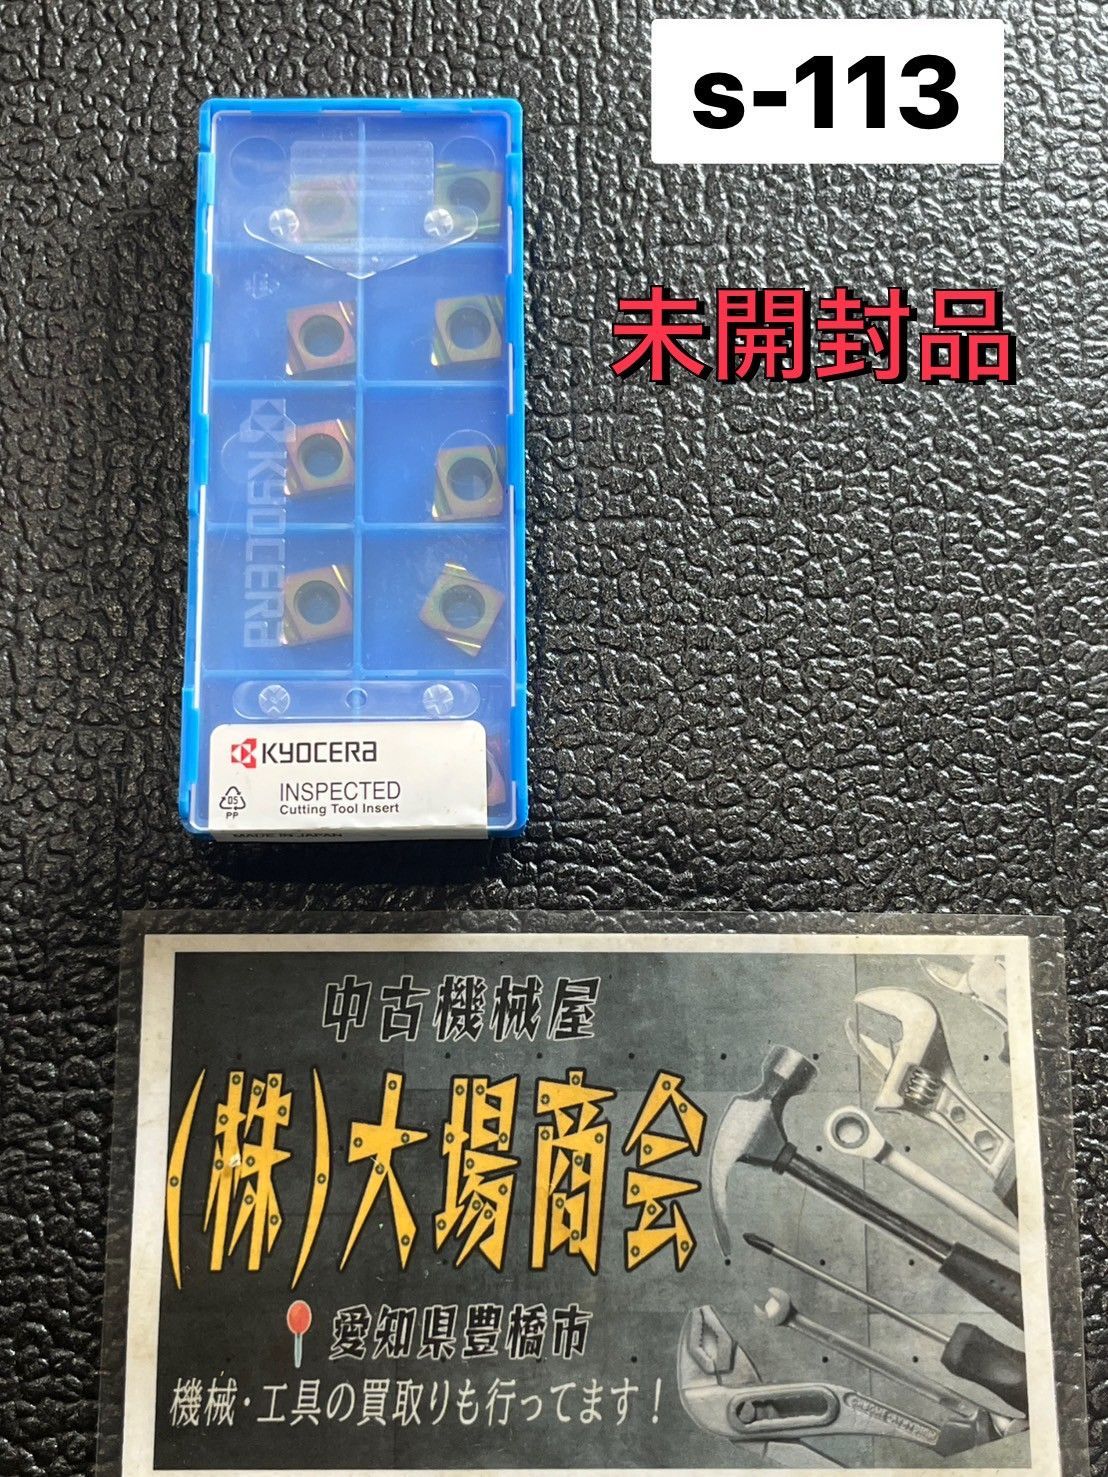 s-113
未開封品
KYOCERA
KYOCERA
INSPECTED
Cutting Tool Insert
05
PP
MADE IN JAPAN
中古機械屋
(株)大場商会
愛知県豊橋市
機械・工具の買取りも行ってます!